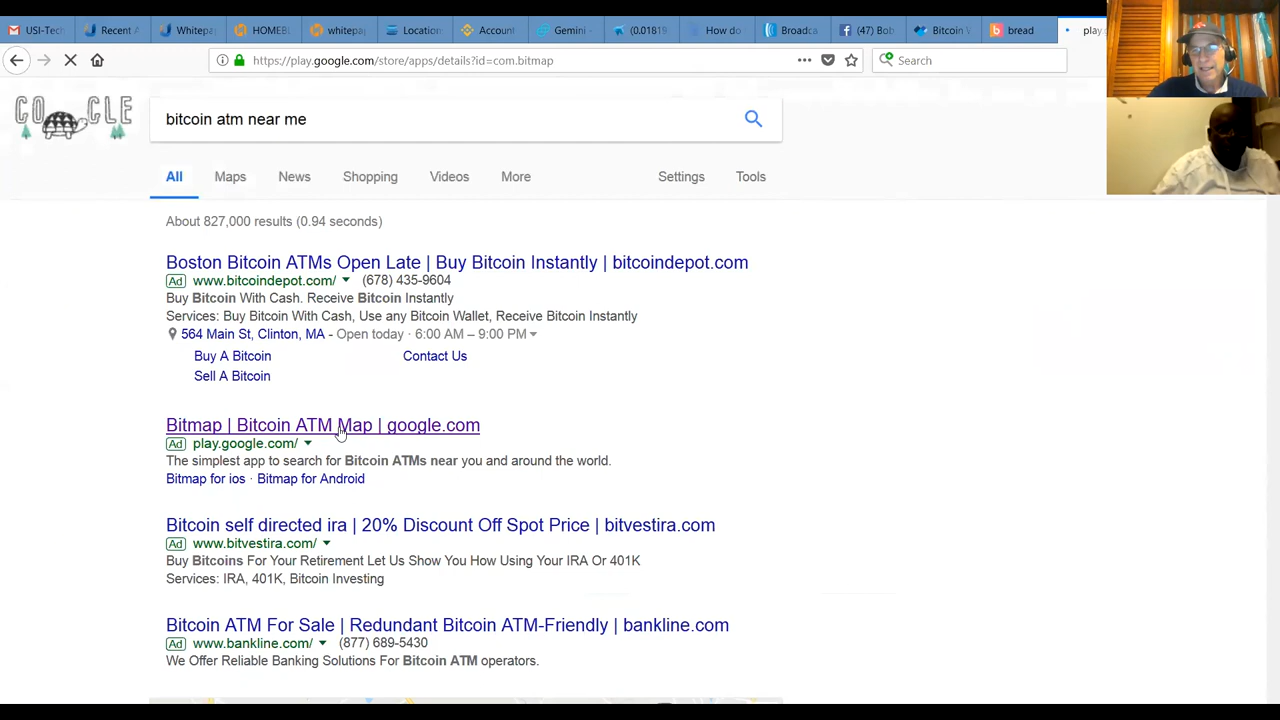 USI-Tech
Recent A
Whitepa
HOMEBL
whitepap
Localb
Accoun
Gemini
(0.01819
How do
Broadca
(47) Bo
Bitcoin V
bread
play.g
https://play.google.com/store/apps/details?id=com.bitmap
Search
GOOGLE
bitcoin atm near me
All
Maps
News
Shopping
Videos
More
Settings
Tools
About 827,000 results (0.94 seconds)
Boston Bitcoin ATMs Open Late | Buy Bitcoin Instantly | bitcoindepot.com
Ad www.bitcoindepot.com/ (678) 435-9604
Buy Bitcoin With Cash. Receive Bitcoin Instantly
Services: Buy Bitcoin With Cash, Use any Bitcoin Wallet, Receive Bitcoin Instantly
564 Main St, Clinton, MA - Open today · 6:00 AM – 9:00 PM
Buy A Bitcoin
Contact Us
Sell A Bitcoin
Bitmap | Bitcoin ATM Map | google.com
Ad play.google.com/
The simplest app to search for Bitcoin ATMs near you and around the world.
Bitmap for ios · Bitmap for Android
Bitcoin self directed ira | 20% Discount Off Spot Price | bitvestira.com
Ad www.bitvestira.com/
Buy Bitcoins For Your Retirement Let Us Show You How Using Your IRA Or 401K
Services: IRA, 401K, Bitcoin Investing
Bitcoin ATM For Sale | Redundant Bitcoin ATM-Friendly | bankline.com
Ad www.bankline.com/ (877) 689-5430
We Offer Reliable Banking Solutions For Bitcoin ATM operators.